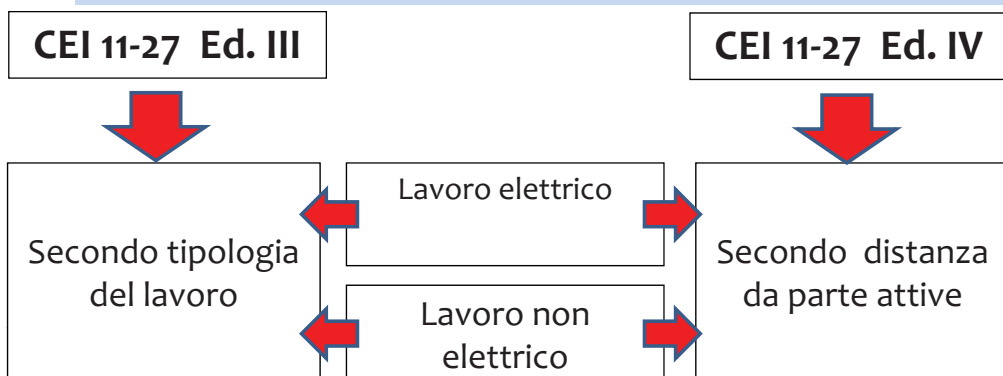 CEI 11-27 Ed. III
CEI 11-27 Ed. IV
Secondo tipologia
del lavoro
Lavoro elettrico
Lavoro non
elettrico
Secondo distanza
da parte attive